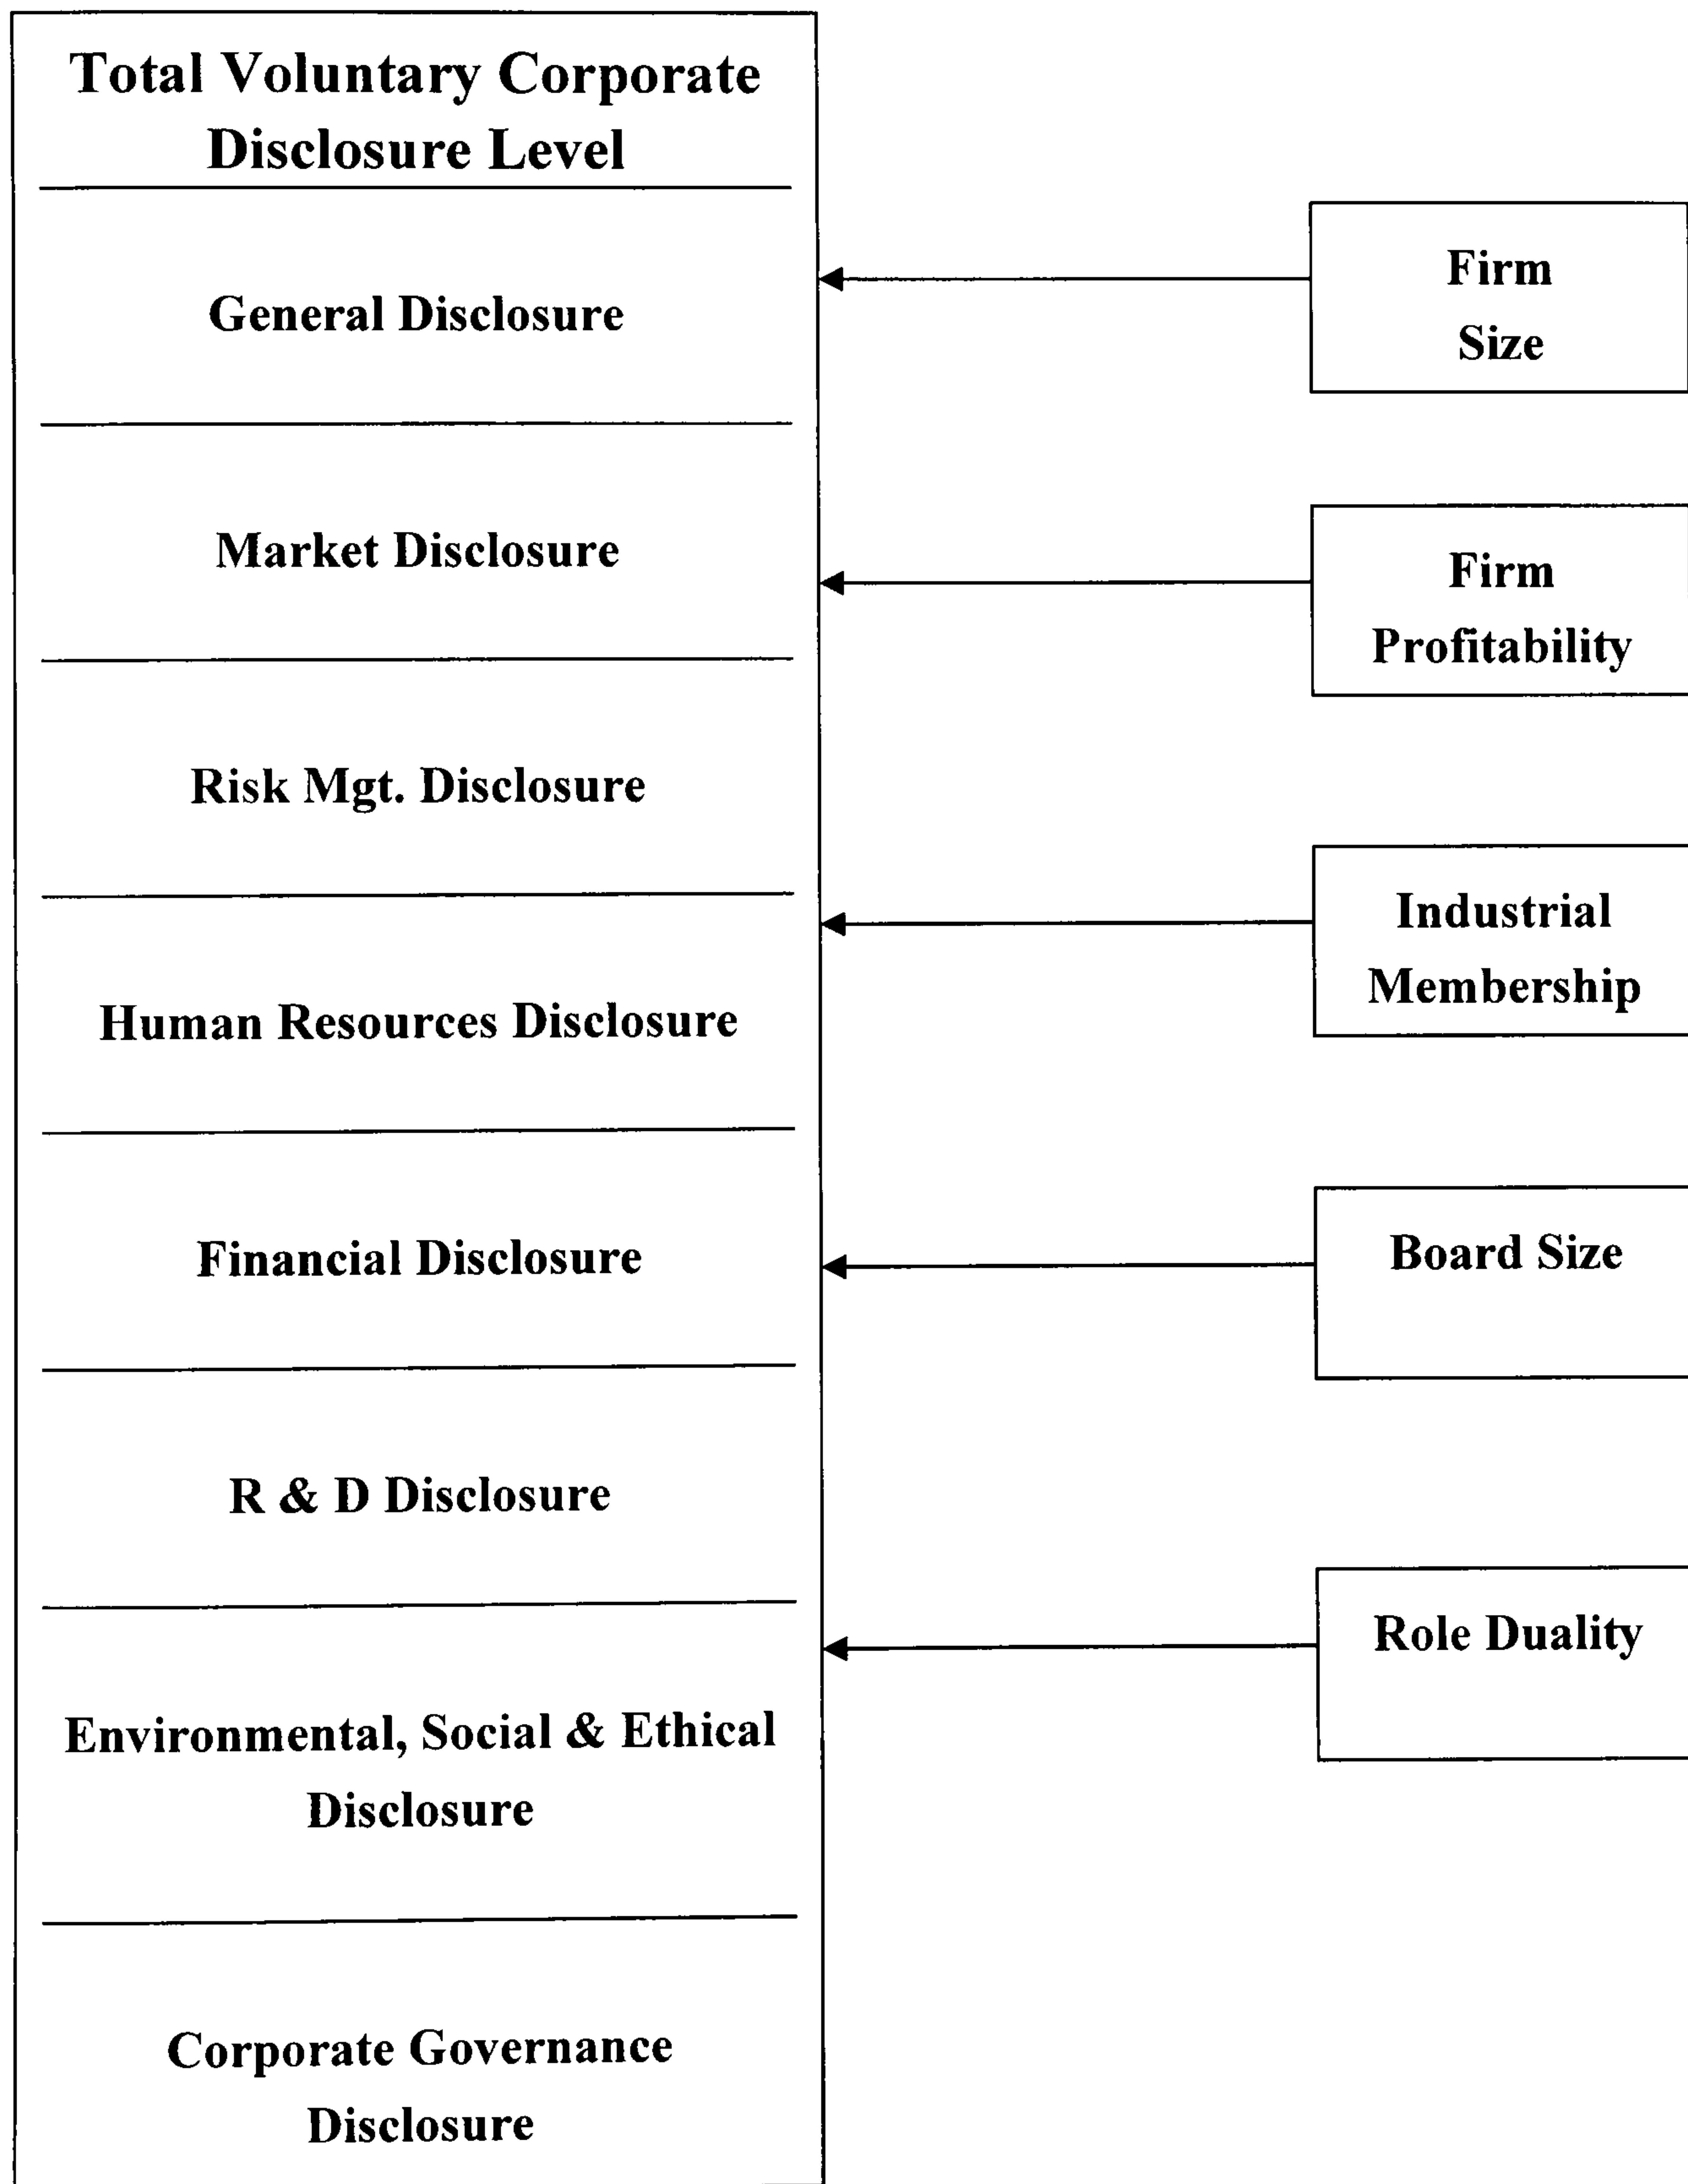 Total Voluntary Corporate
Disclosure Level
General Disclosure
Market Disclosure
Risk Mgt. Disclosure
Human Resources Disclosure
Financial Disclosure
R & D Disclosure
Environmental, Social & Ethical
Disclosure
Corporate Governance
Disclosure
Firm
Size
Firm
Profitability
Industrial
Membership
Board Size
Role Duality